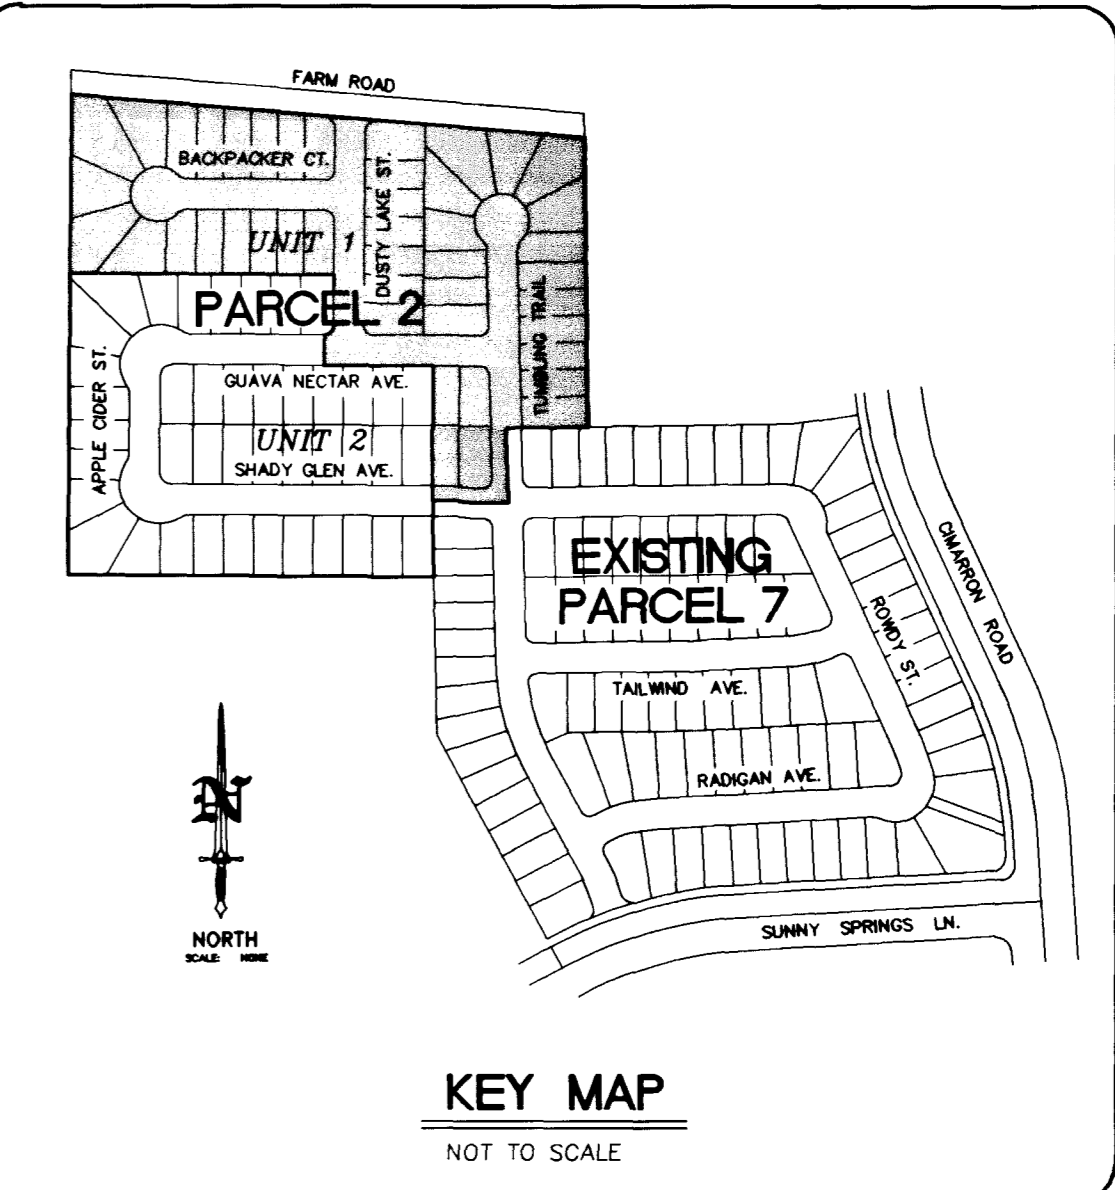 FARM ROAD
BACKPACKER CT.
DUSTY LAKE ST.
UNIT 1
PARCEL 2
TUMBLING TRAIL
APPLE CIDER ST.
GUAVA NECTAR AVE.
UNIT 2
SHADY GLEN AVE.
EXISTING
PARCEL 7
CIMARRON ROAD
ROWDY ST.
TAILWIND AVE.
RADIGAN AVE.
SUNNY SPRINGS LN.
N
NORTH
SCALE: NONE
KEY MAP
NOT TO SCALE